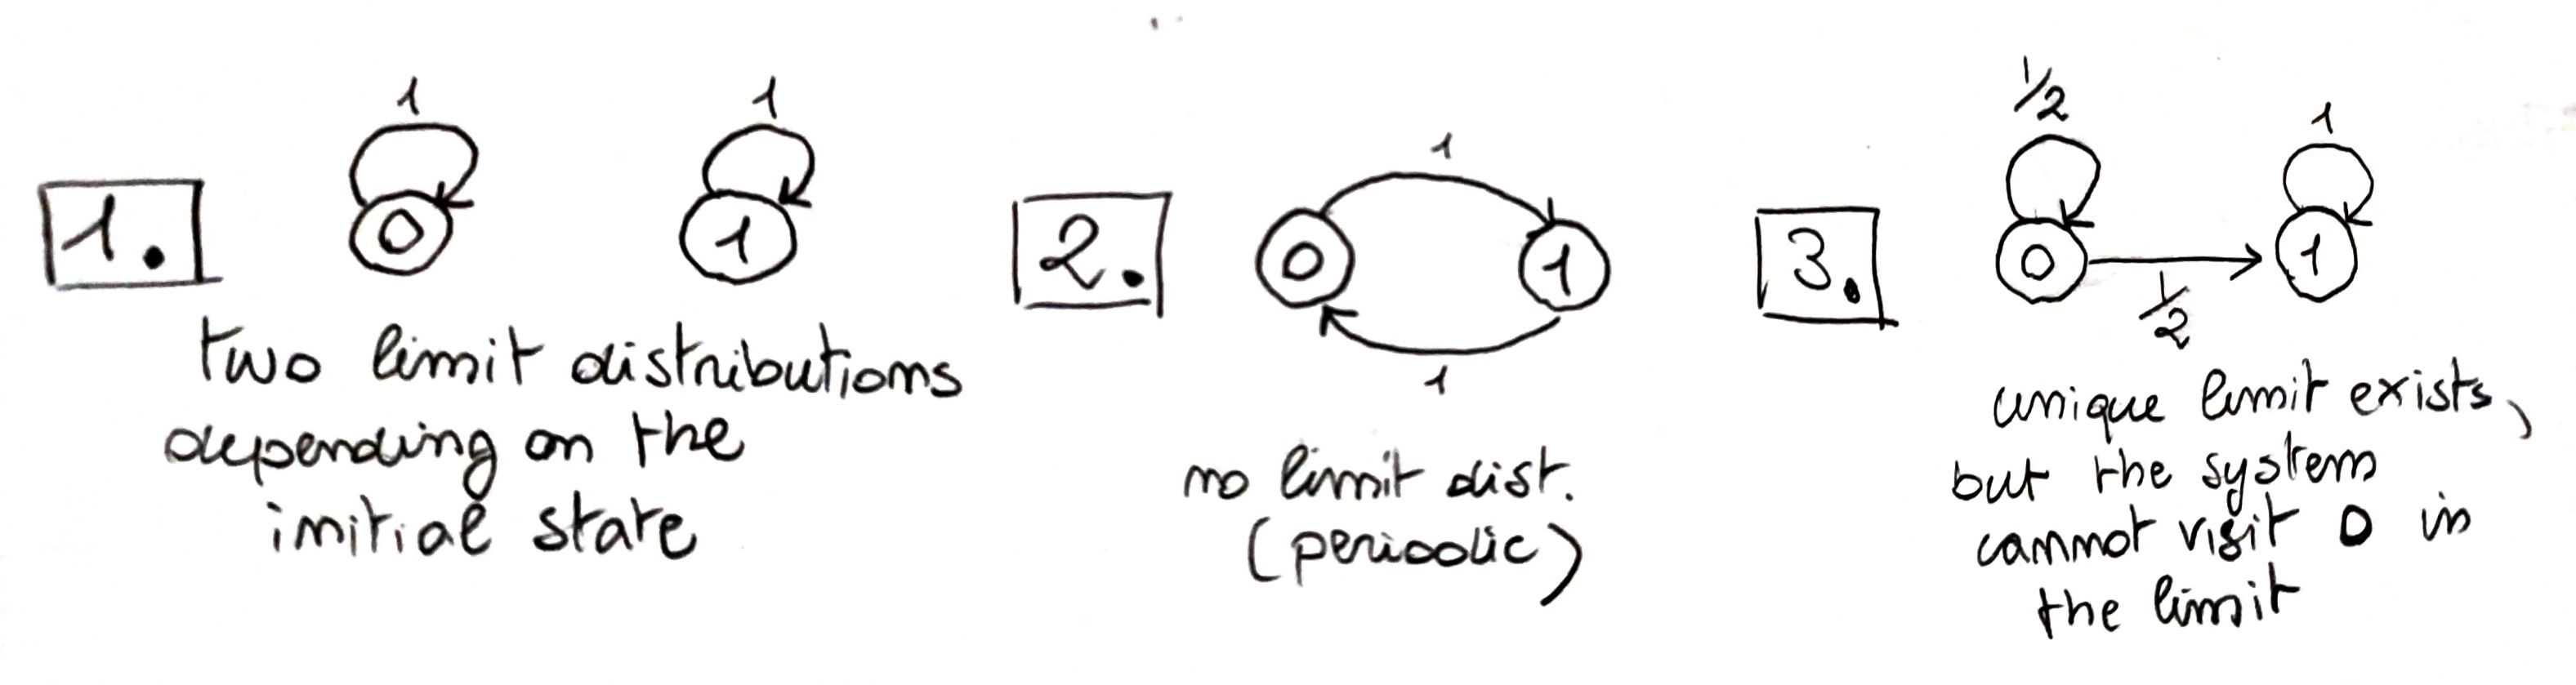 1.
1
1
0
1
two limit distributions
depending on the
initial state
2.
1
0
1
1
no limit dist.
(periodic)
3.
1/2
1
0
1
1/2
unique limit exists,
but the system
cannot visit 0 in
the limit